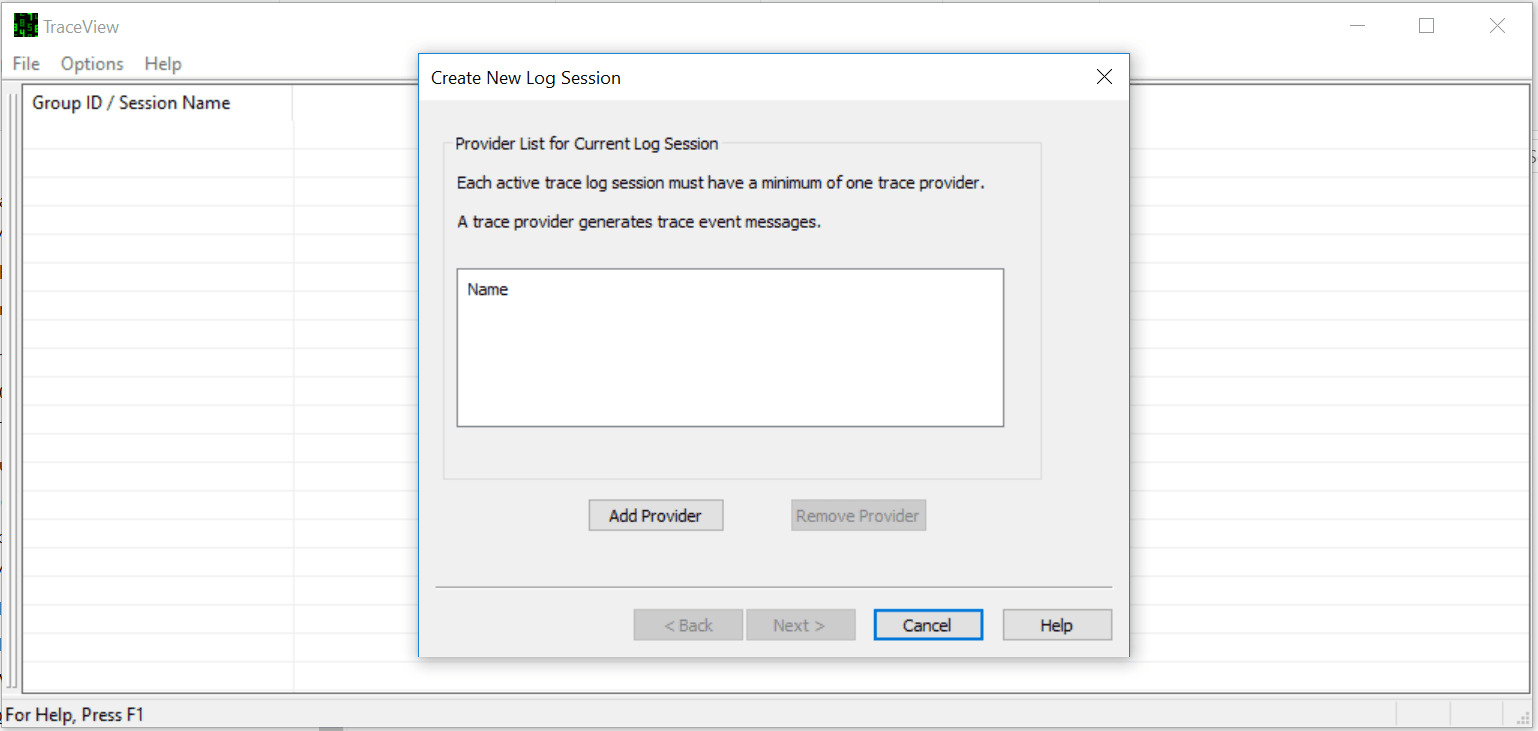 TraceView
File Options Help
Group ID / Session Name
Create New Log Session
Provider List for Current Log Session
Each active trace log session must have a minimum of one trace provider.
A trace provider generates trace event messages.
Name
Add Provider Remove Provider
< Back Next > Cancel Help
For Help, Press F1